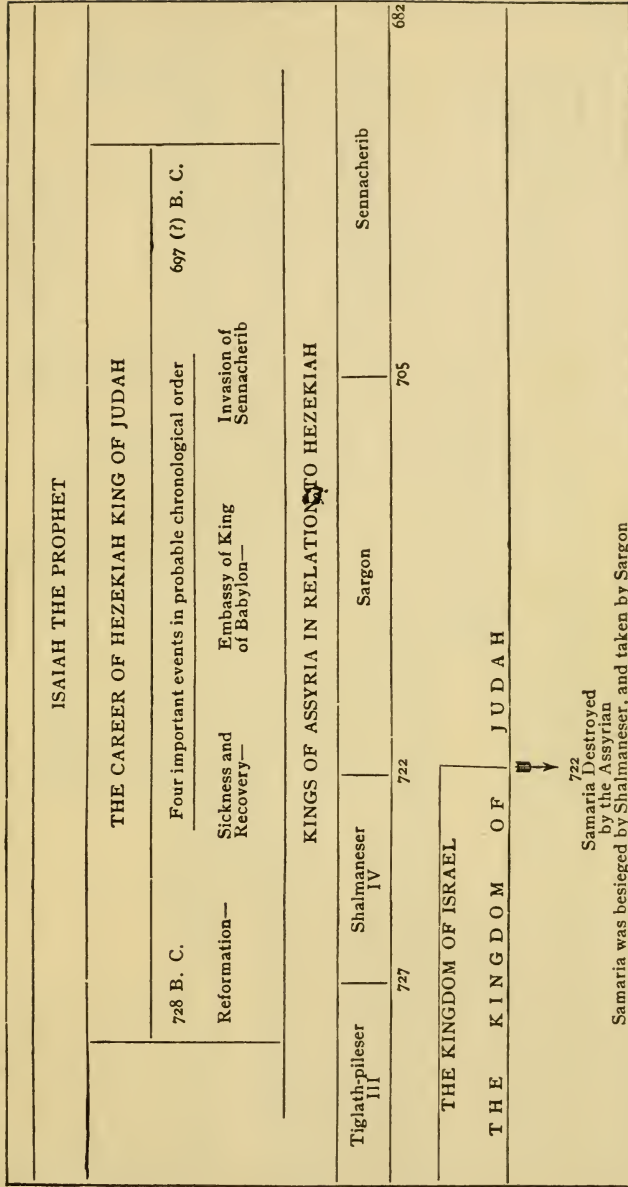 ISAIAH THE PROPHET
THE CAREER OF HEZEKIAH KING OF JUDAH
728 B. C. Four important events in probable chronological order 697 (?) B. C.
Reformation— Sickness and Embassy of King Invasion of
Recovery— of Babylon— Sennacherib
KINGS OF ASSYRIA IN RELATION TO HEZEKIAH
Tiglath-pileser Shalmaneser Sargon Sennacherib
III IV
727 722 705 682
THE KINGDOM OF ISRAEL
THE KINGDOM OF JUDAH
722
Samaria Destroyed
by the Assyrian
Samaria was besieged by Shalmaneser, and taken by Sargon